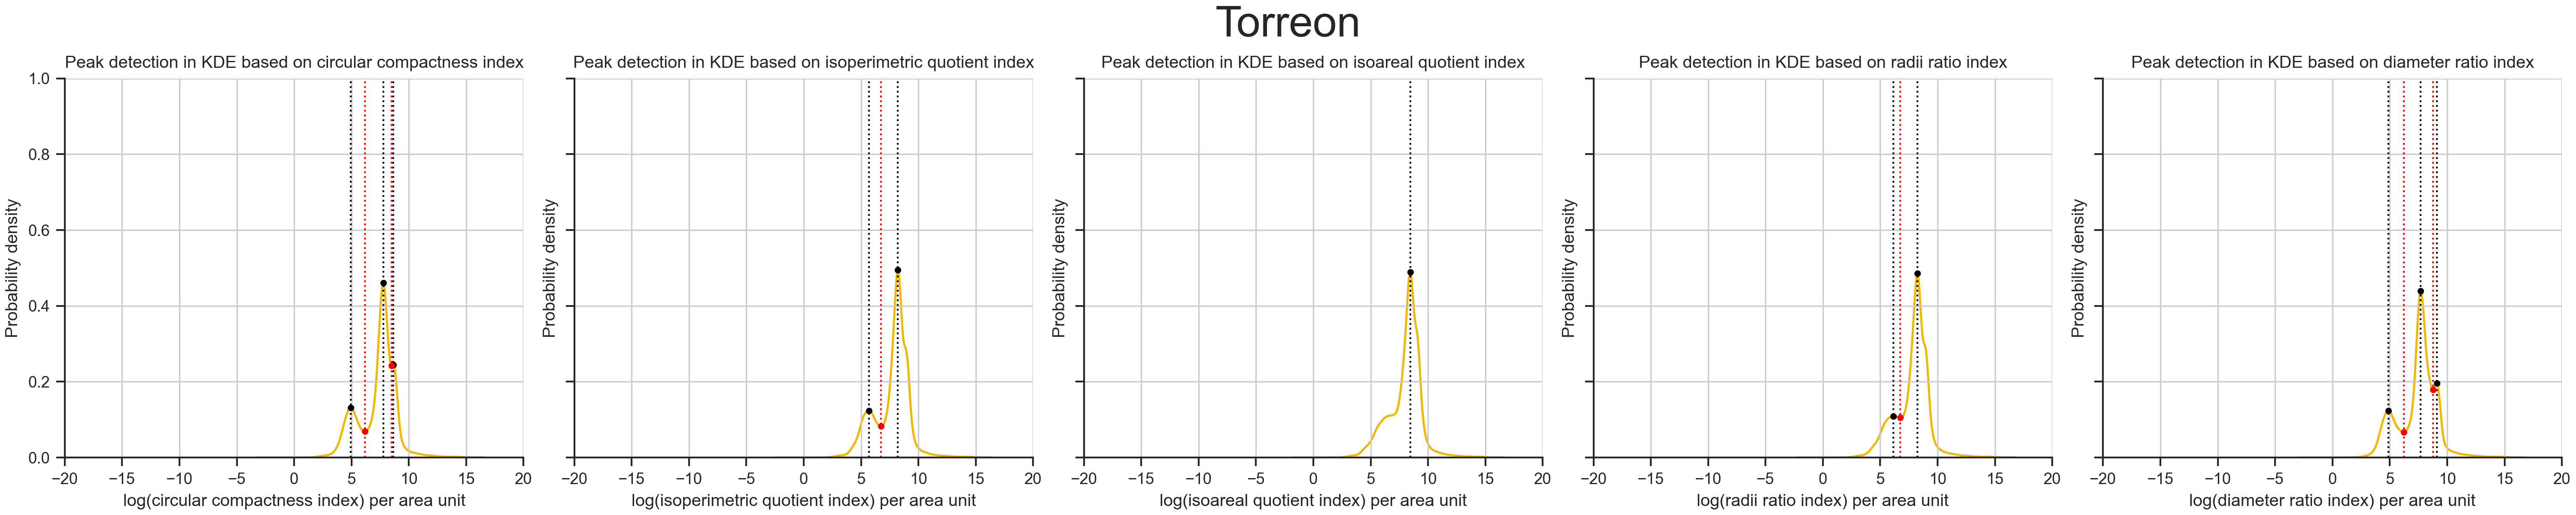 Torreon
Peak detection in KDE based on circular compactness index
Peak detection in KDE based on isoperimetric quotient index
Peak detection in KDE based on isoareal quotient index
Peak detection in KDE based on radii ratio index
Peak detection in KDE based on diameter ratio index
1.0
0.8
0.6
0.4
0.2
0.0
Probability density
Probability density
Probability density
Probability density
Probability density
−20 −15 −10 −5 0 5 10 15 20
−20 −15 −10 −5 0 5 10 15 20
−20 −15 −10 −5 0 5 10 15 20
−20 −15 −10 −5 0 5 10 15 20
−20 −15 −10 −5 0 5 10 15 20
log(circular compactness index) per area unit
log(isoperimetric quotient index) per area unit
log(isoareal quotient index) per area unit
log(radii ratio index) per area unit
log(diameter ratio index) per area unit